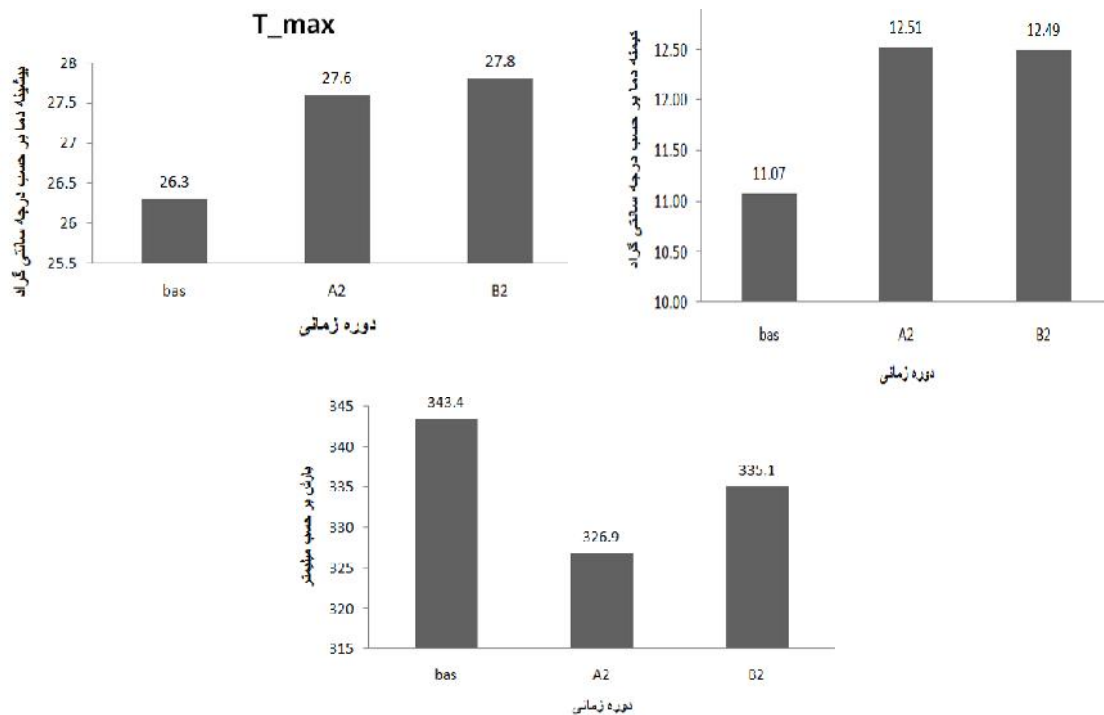 T_max
بیشینه دما بر حسب درجه سانتی گراد
28
27.5
27
26.5
26
25.5
26.3
27.6
27.8
bas A2 B2
دوره زمانی
کمینه دما بر حسب درجه سانتی گراد
12.50
12.00
11.50
11.00
10.50
10.00
11.07
12.51
12.49
bas A2 B2
دوره زمانی
بارش بر حسب میلیمتر
345
340
335
330
325
320
315
343.4
326.9
335.1
bas A2 B2
دوره زمانی